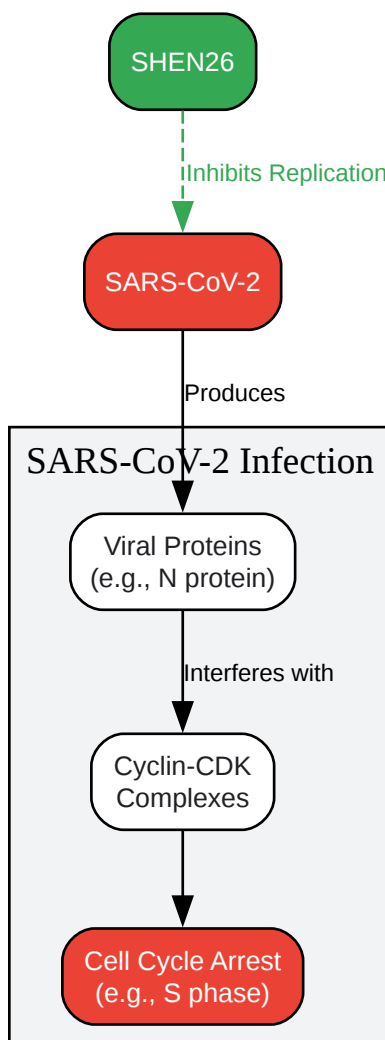 SHEN26
Inhibits Replication
SARS-CoV-2
Produces
SARS-CoV-2 Infection
Viral Proteins
(e.g., N protein)
Interferes with
Cyclin-CDK
Complexes
Cell Cycle Arrest
(e.g., S phase)